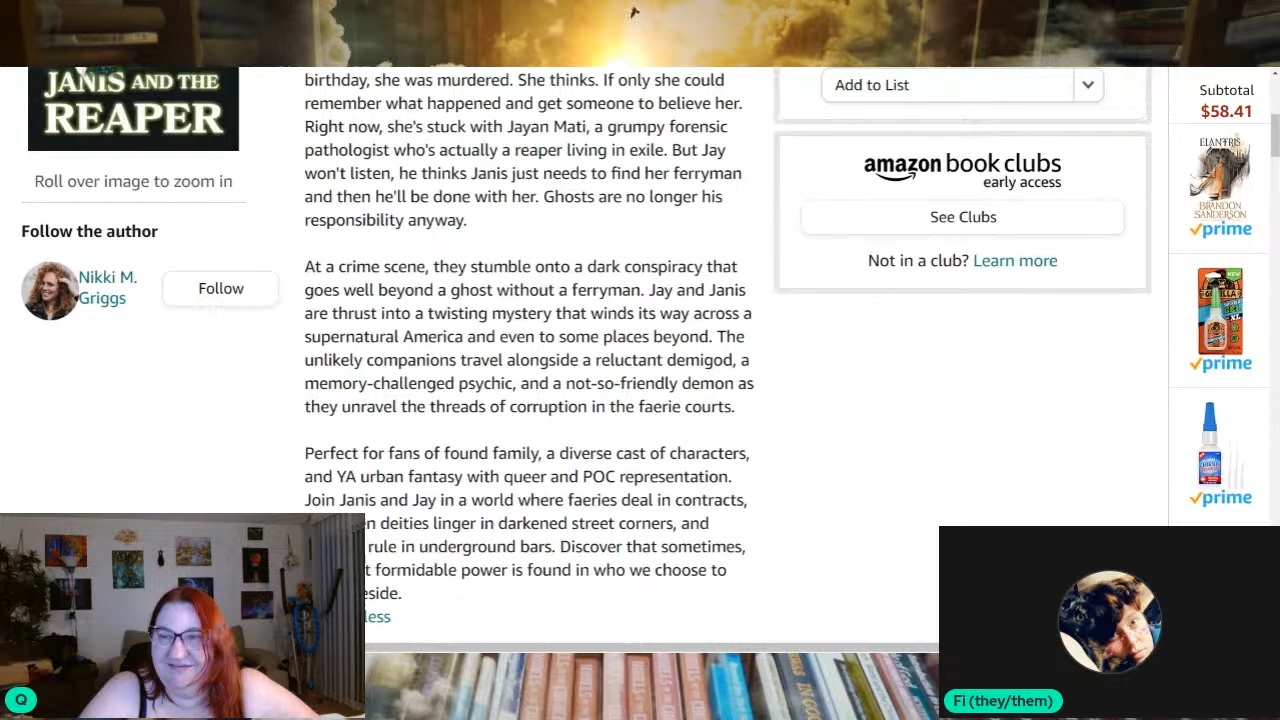 JANIS AND THE
REAPER
Roll over image to zoom in
Follow the author
Nikki M.
Griggs
Follow
birthday, she was murdered. She thinks. If only she could
remember what happened and get someone to believe her.
Right now, she's stuck with Jayan Mati, a grumpy forensic
pathologist who's actually a reaper living in exile. But Jay
won't listen, he thinks Janis just needs to find her ferryman
and then he'll be done with her. Ghosts are no longer his
responsibility anyway.
At a crime scene, they stumble onto a dark conspiracy that
goes well beyond a ghost without a ferryman. Jay and Janis
are thrust into a twisting mystery that winds its way across a
supernatural America and even to some places beyond. The
unlikely companions travel alongside a reluctant demigod, a
memory-challenged psychic, and a not-so-friendly demon as
they unravel the threads of corruption in the faerie courts.
Perfect for fans of found family, a diverse cast of characters,
and YA urban fantasy with queer and POC representation.
Join Janis and Jay in a world where faeries deal in contracts,
deities linger in darkened street corners, and
rule in underground bars. Discover that sometimes,
formidable power is found in who we choose to
less
Add to List
amazon book clubs
early access
See Clubs
Not in a club? Learn more
Subtotal
$58.41
ELANTRIS
BRANDON
SANDERSON
prime
NEW
GORILLA
prime
prime
Q
Fi (they/them)